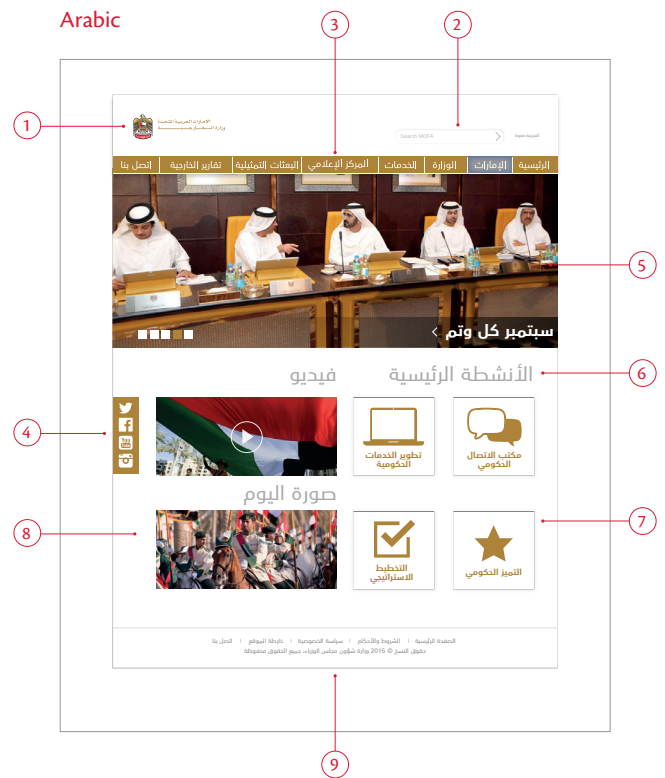 Arabic
3
2
1
الإمارات العربية المتحدة
وزارة الخارجية
Search MOFA
الرئيسية
الإمارات
الوزارة
الخدمات
المركز الإعلامي
البعثات التمثيلية
تقارير الخارجية
اتصل بنا
5
سبتمبر كل وتم >
الأنشطة الرئيسية
فيديو
6
4
You
Tube
مكتب الاتصال
الحكومي
تطوير الخدمات
الحكومية
صورة اليوم
8
7
التميز الحكومي
التخطيط
الاستراتيجي
الصفحة الرئيسية | الشروط والأحكام | سياسة الخصوصية | خارطة الموقع | اتصل بنا
حقوق النسخ © 2015 وزارة شؤون مجلس الوزراء، جميع الحقوق محفوظة
9